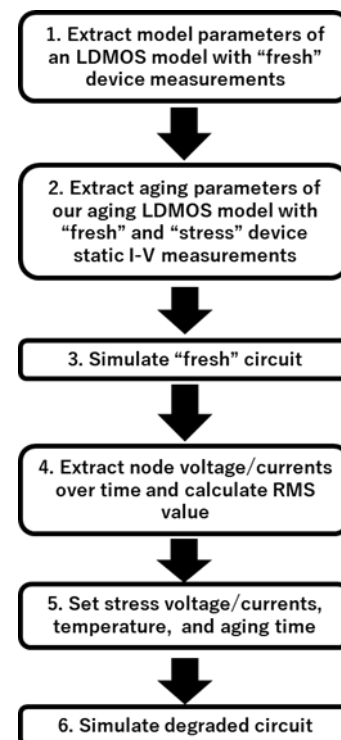 1. Extract model parameters of
an LDMOS model with “fresh”
device measurements
2. Extract aging parameters of
our aging LDMOS model with
“fresh” and “stress” device
static I-V measurements
3. Simulate “fresh” circuit
4. Extract node voltage/currents
over time and calculate RMS
value
5. Set stress voltage/currents,
temperature, and aging time
6. Simulate degraded circuit